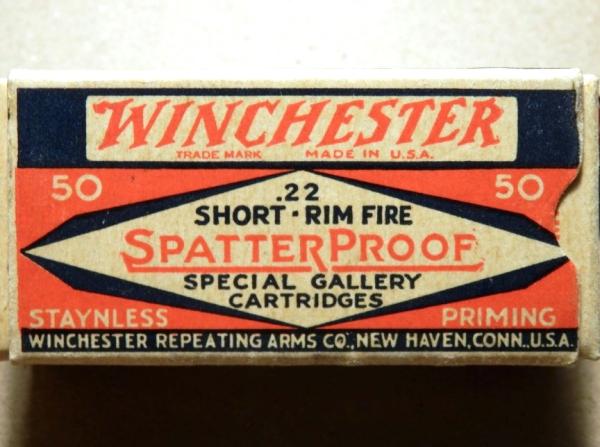 WINCHESTER
TRADE MARK MADE IN U.S.A.
50 50
.22
SHORT · RIM FIRE
SPATTERPROOF
SPECIAL GALLERY
CARTRIDGES
STAYNLESS PRIMING
WINCHESTER REPEATING ARMS CO., NEW HAVEN, CONN., U.S.A.